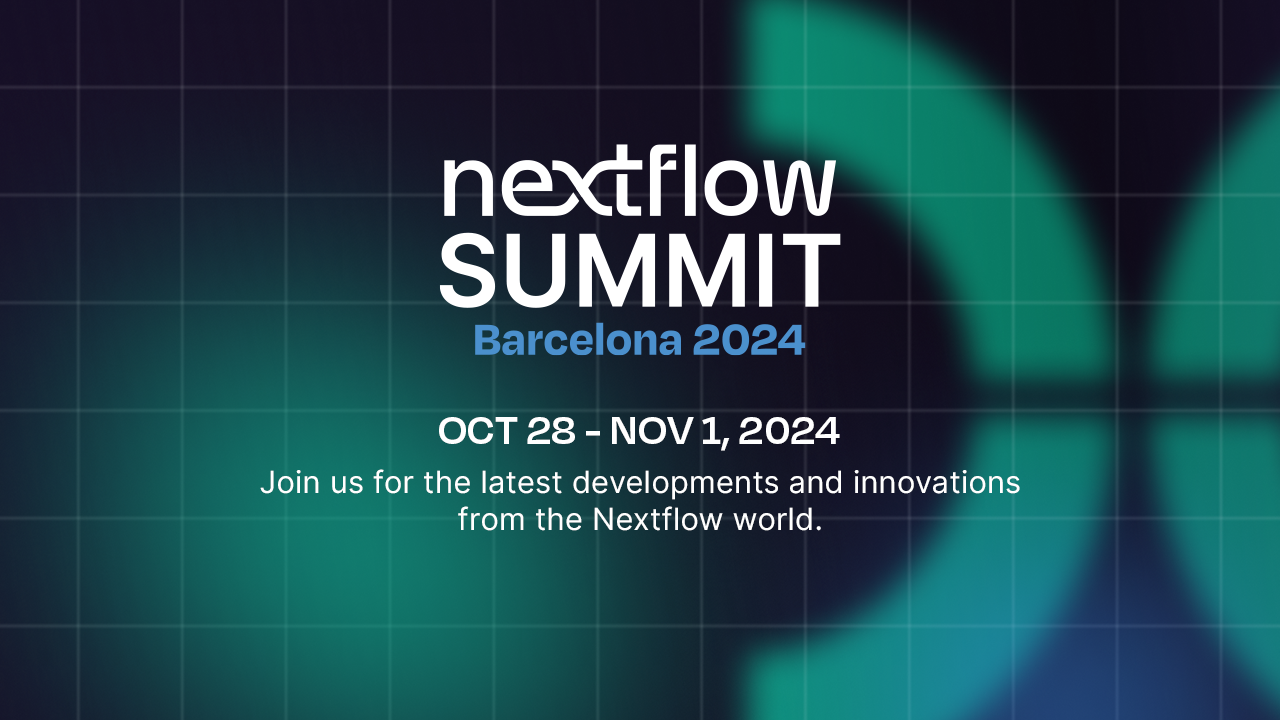 nextflow
SUMMIT
Barcelona 2024
OCT 28 - NOV 1, 2024
Join us for the latest developments and innovations
from the Nextflow world.